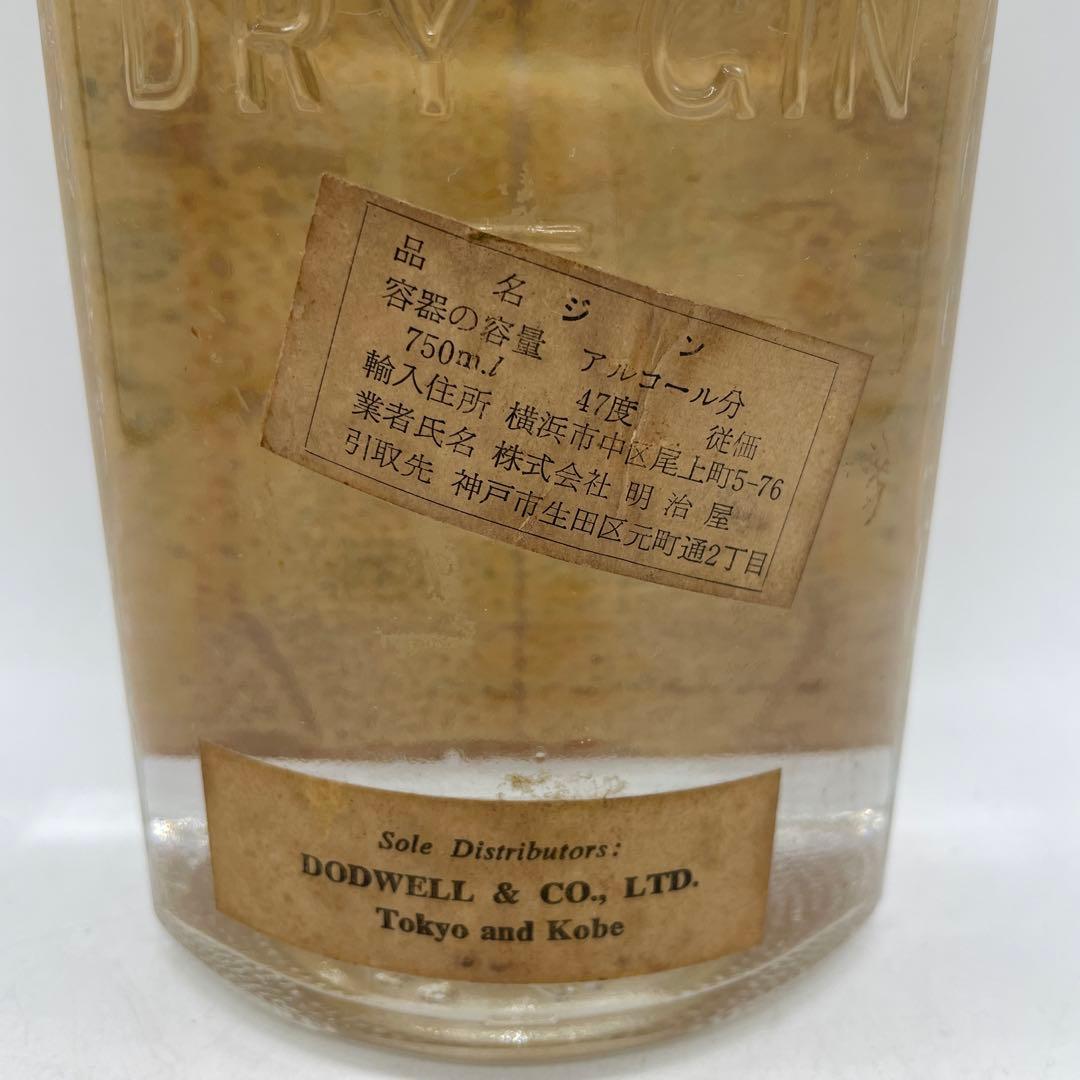 DRY GIN
品 名 ジ ン
容器の容量 アルコール分
750m.l 47度 従価
輸入住所 横浜市中区尾上町5-76
業者氏名 株式会社 明治屋
引取先 神戸市生田区元町通2丁目
Sole Distributors:
DODWELL & CO., LTD.
Tokyo and Kobe